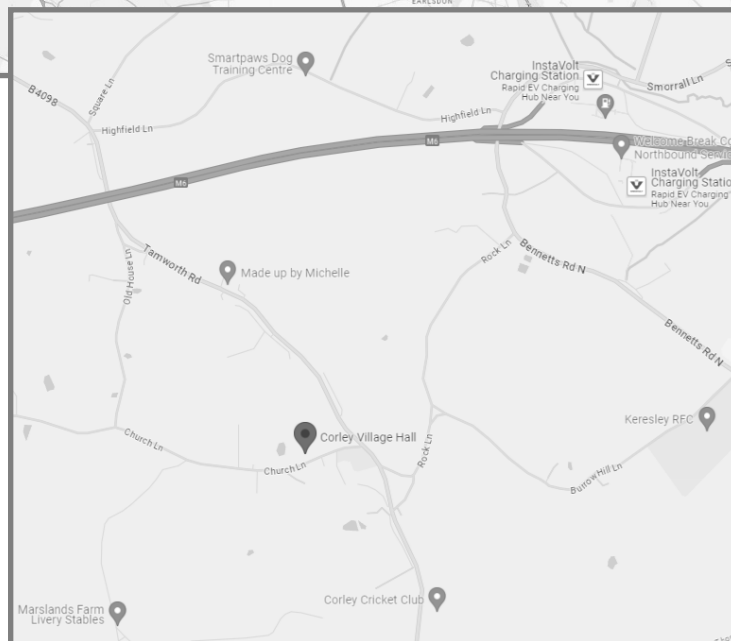 EARLSDON
Smartpaws Dog
Training Centre
InstaVolt
Charging Station
Rapid EV Charging
Hub Near You
Smorrall Ln
B4098
Square Ln
Highfield Ln
Highfield Ln
M6
Welcome Break Co
Northbound Servi
M6
InstaVolt
Charging Statio
Rapid EV Charging
Hub Near You
Tamworth Rd
Old House Ln
Made up by Michelle
Rock Ln
Bennetts Rd N
Bennetts Rd N
Keresley RFC
Church Ln
Corley Village Hall
Church Ln
Rock Ln
Burrow Hill Ln
Marslands Farm
Livery Stables
Corley Cricket Club